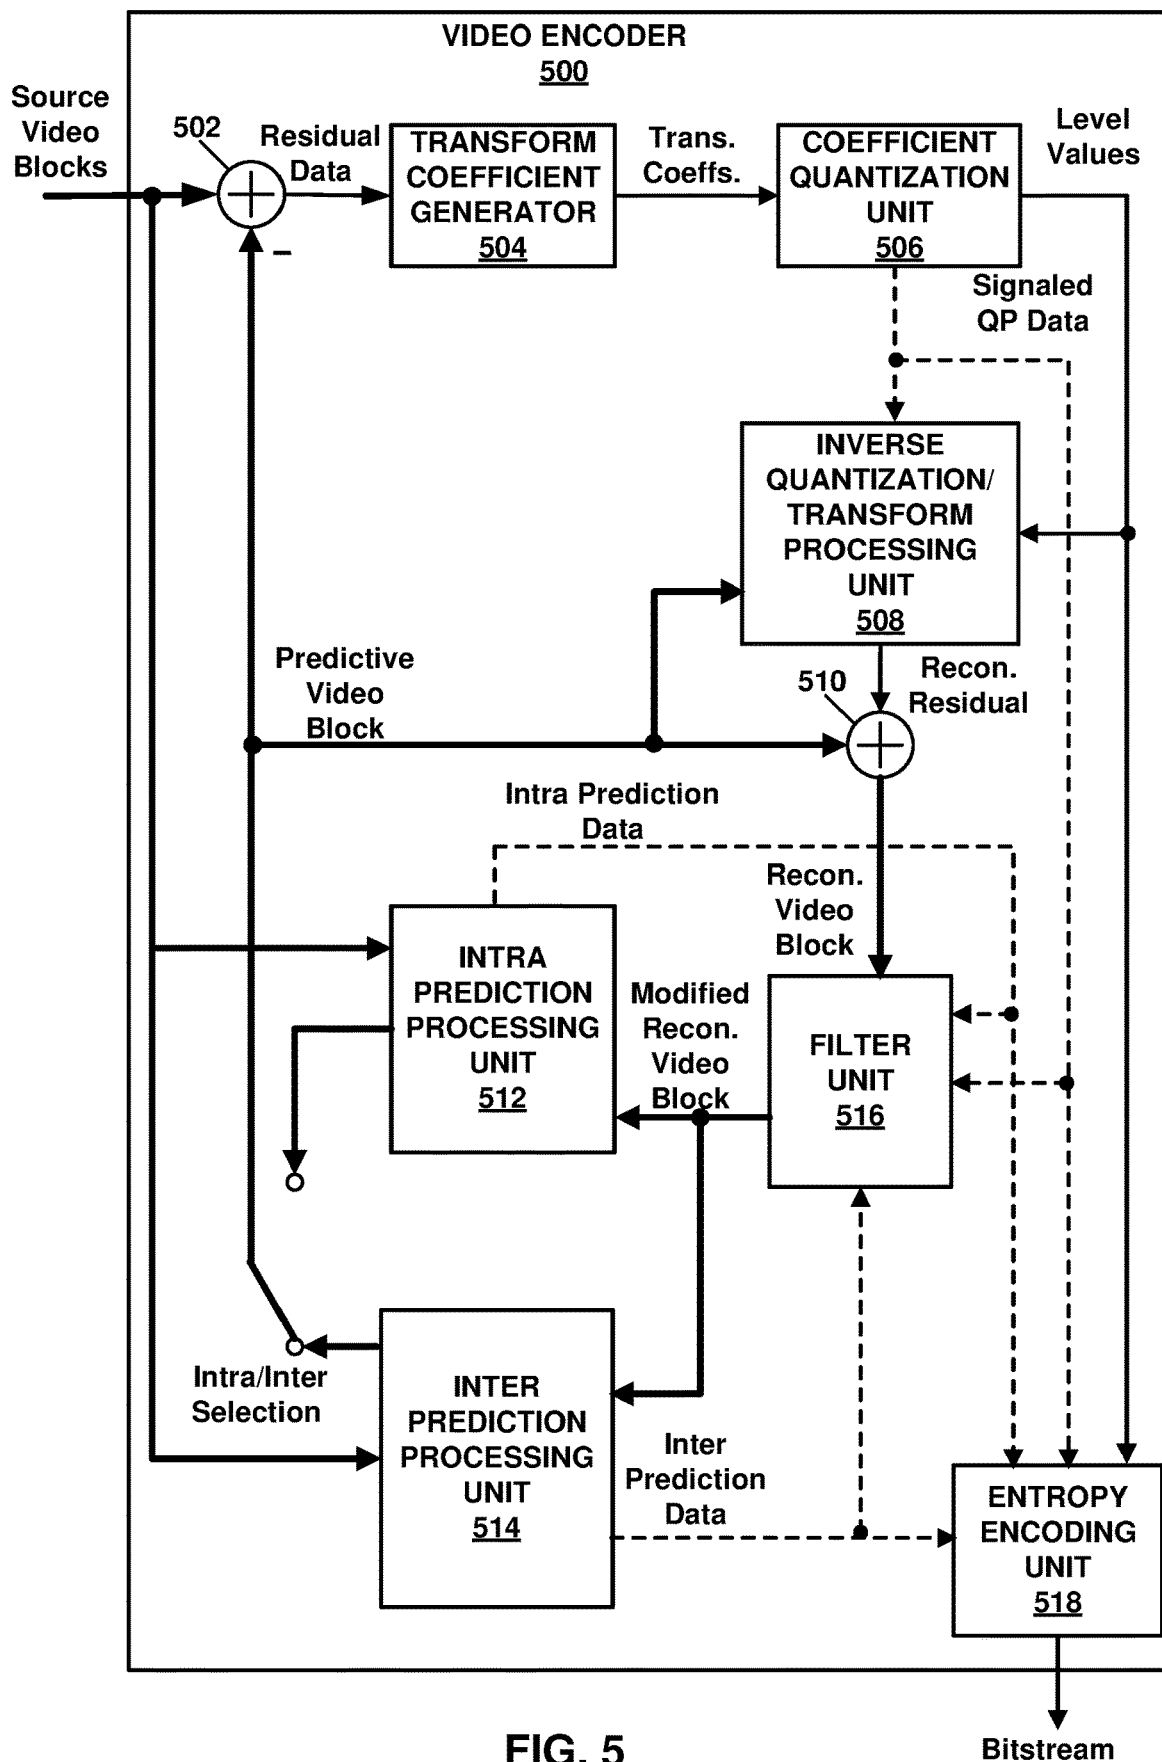 VIDEO ENCODER
500
Source
Video
Blocks
502
Residual
Data
TRANSFORM
COEFFICIENT
GENERATOR
504
Trans.
Coeffs.
COEFFICIENT
QUANTIZATION
UNIT
506
Level
Values
–
Signaled
QP Data
INVERSE
QUANTIZATION/
TRANSFORM
PROCESSING
UNIT
508
Predictive
Video
Block
510
Recon.
Residual
Intra Prediction
Data
Recon.
Video
Block
INTRA
PREDICTION
PROCESSING
UNIT
512
Modified
Recon.
Video
Block
FILTER
UNIT
516
Intra/Inter
Selection
INTER
PREDICTION
PROCESSING
UNIT
514
Inter
Prediction
Data
ENTROPY
ENCODING
UNIT
518
FIG. 5
Bitstream